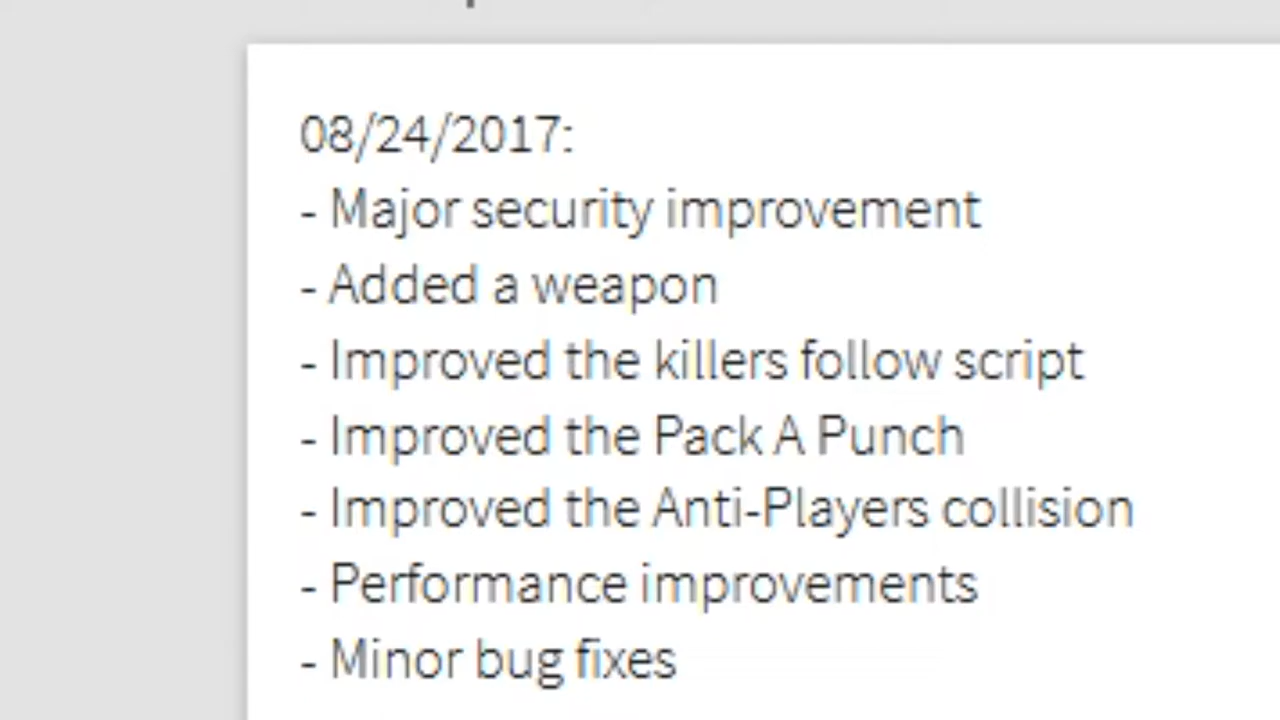 08/24/2017:
- Major security improvement
- Added a weapon
- Improved the killers follow script
- Improved the Pack A Punch
- Improved the Anti-Players collision
- Performance improvements
- Minor bug fixes